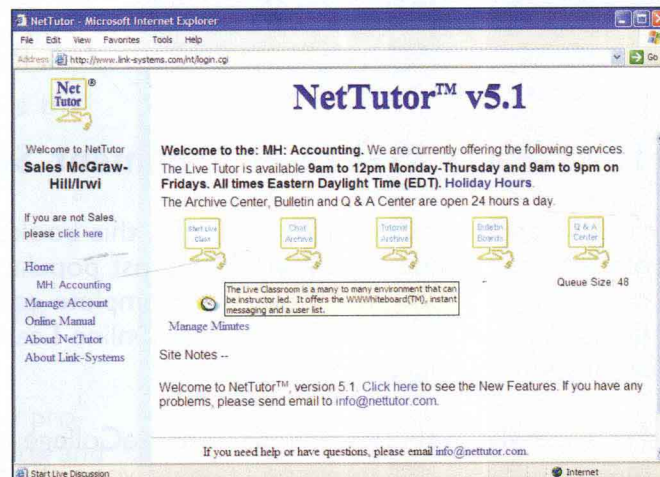 NetTutor - Microsoft Internet Explorer
File Edit View Favorites Tools Help
Address http://www.link-systems.com/nt/login.cgi
Go
Net
Tutor
®
NetTutor™ v5.1
Welcome to NetTutor
Sales McGraw-
Hill/Irwi
If you are not Sales
please click here
Home
MH: Accounting
Manage Account
Online Manual
About NetTutor
About Link-Systems
Welcome to the: MH: Accounting. We are currently offering the following services.
The Live Tutor is available 9am to 12pm Monday-Thursday and 9am to 9pm on
Fridays. All times Eastern Daylight Time (EDT). Holiday Hours.
The Archive Center, Bulletin and Q & A Center are open 24 hours a day.
Start Live
Class
Chat
Archive
Tutorial
Archive
Bulletin
Boards
Q & A
Center
Queue Size: 48
The Live Classroom is a many to many environment that can
be instructor led. It offers the WWWhiteboard(TM), instant
messaging and a user list.
Manage Minutes
Site Notes --
Welcome to NetTutor™, version 5.1. Click here to see the New Features. If you have any
problems, please send email to info@nettutor.com.
If you need help or have questions, please email info@nettutor.com.
Start Live Discussion
Internet